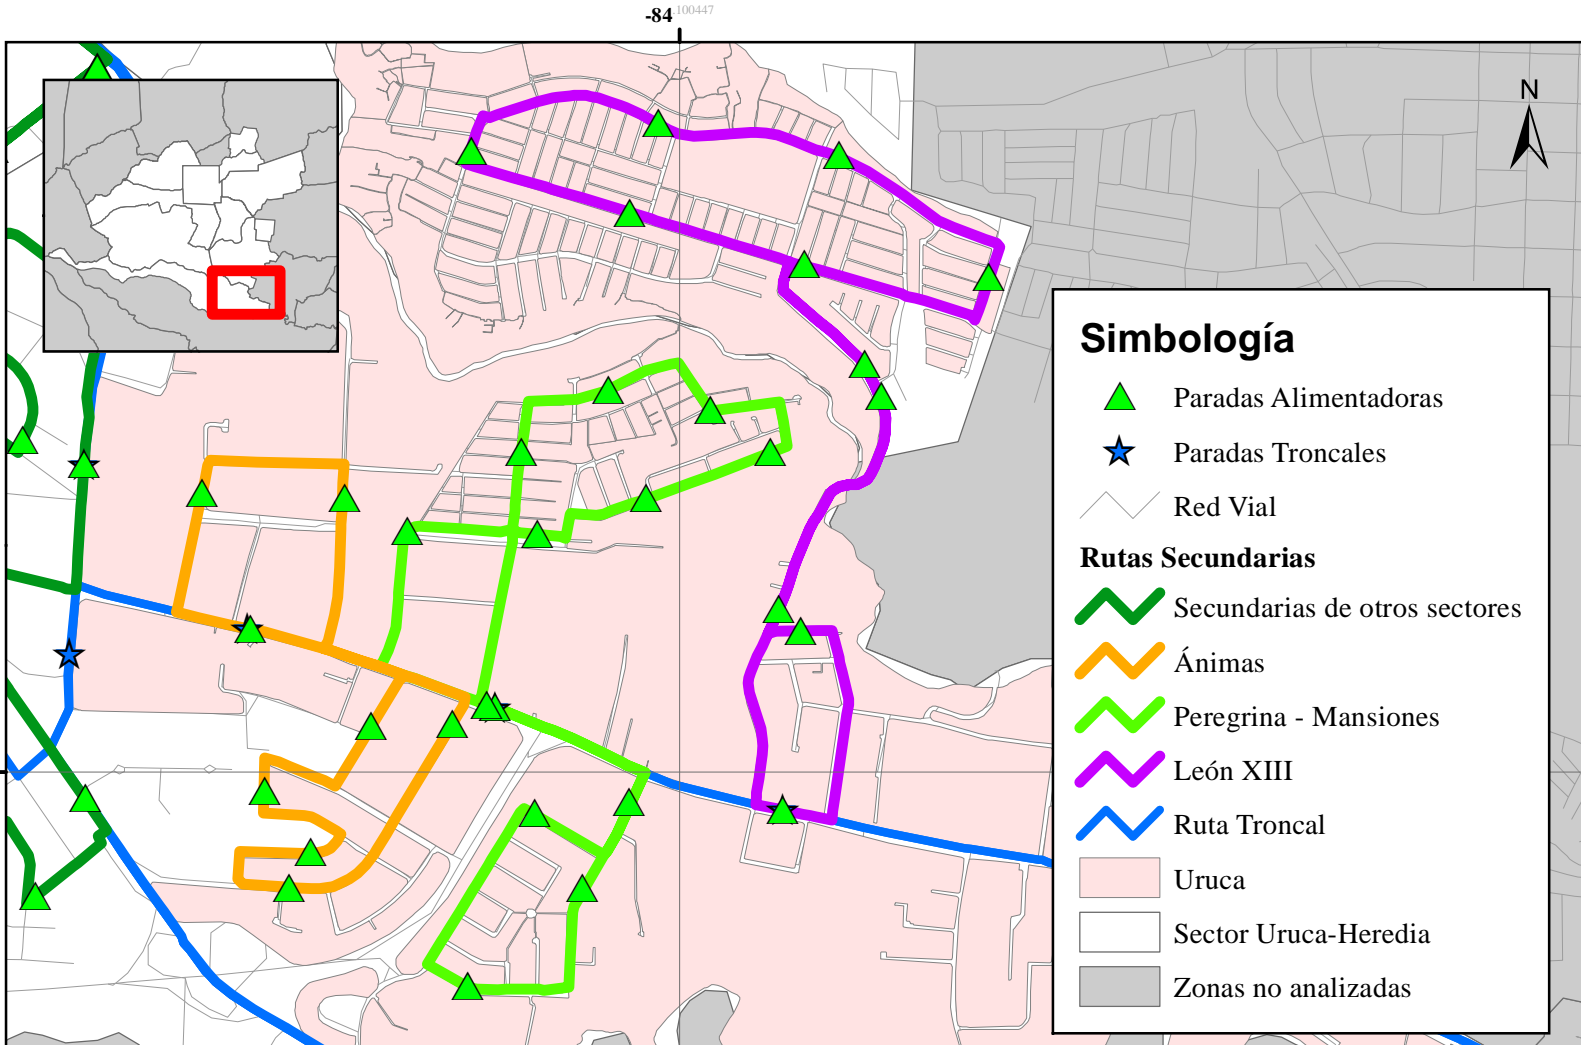 -84.100447
N
Simbología
Paradas Alimentadoras
Paradas Troncales
Red Vial
Rutas Secundarias
Secundarias de otros sectores
Ánimas
Peregrina - Mansiones
León XIII
Ruta Troncal
Uruca
Sector Uruca-Heredia
Zonas no analizadas